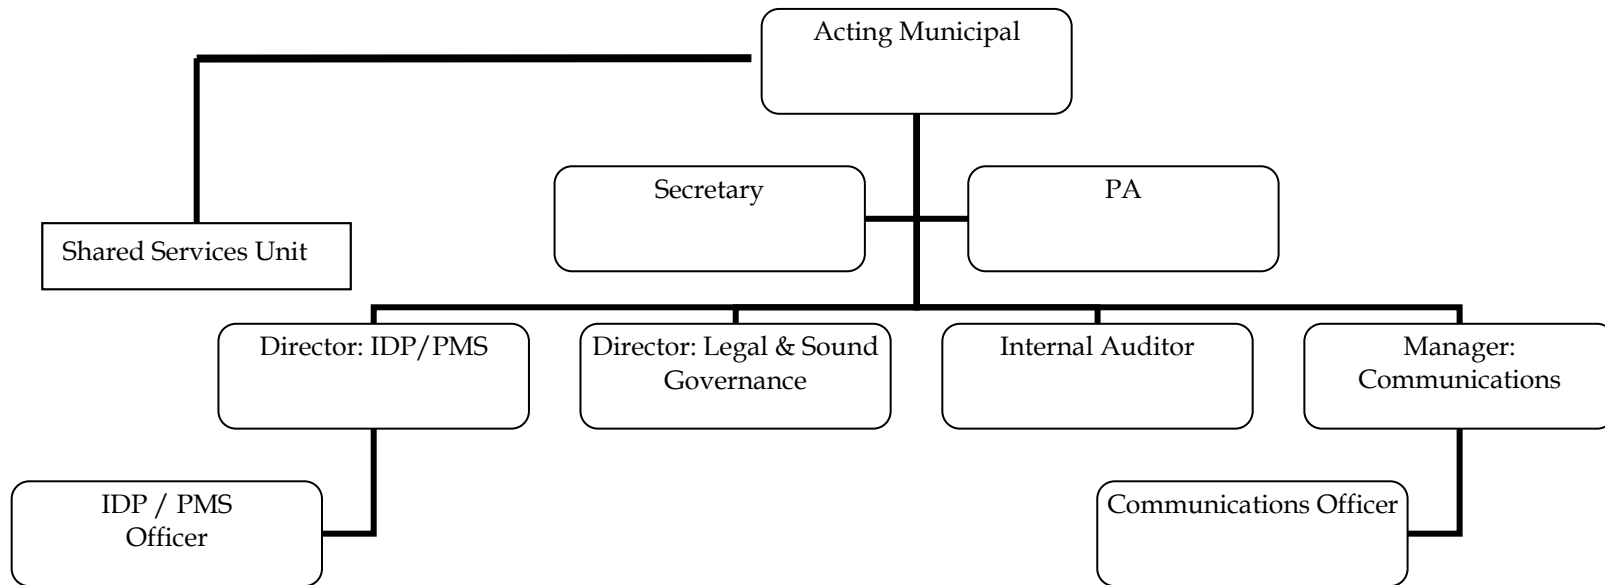 Acting Municipal
Secretary
PA
Shared Services Unit
Director: IDP/PMS
Director: Legal & Sound
Governance
Internal Auditor
Manager:
Communications
IDP / PMS
Officer
Communications Officer